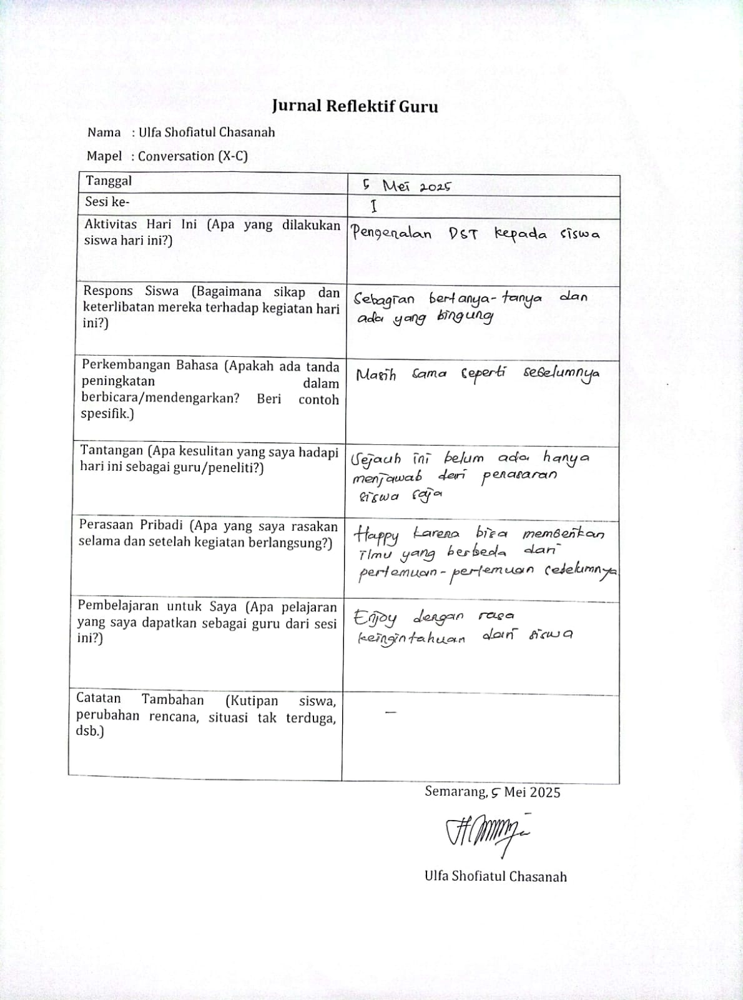 Jurnal Reflektif Guru
Nama : Ulfa Shofiatul Chasanah
Mapel : Conversation (X-C)
Tanggal
5 Mei 2025
Sesi ke-
I
Aktivitas Hari Ini (Apa yang dilakukan
siswa hari ini?)
Pengenalan DST kepada siswa
Respons Siswa (Bagaimana sikap dan
keterlibatan mereka terhadap kegiatan hari
ini?)
Sebagian bertanya-tanya dan
ada yang bingung
Perkembangan Bahasa (Apakah ada tanda
peningkatan dalam
berbicara/mendengarkan? Beri contoh
spesifik.)
Masih sama seperti sebelumnya
Tantangan (Apa kesulitan yang saya hadapi
hari ini sebagai guru/peneliti?)
Sejauh ini belum ada hanya
menjawab dari penasaran
siswa saja
Perasaan Pribadi (Apa yang saya rasakan
selama dan setelah kegiatan berlangsung?)
Happy karena bisa memberikan
ilmu yang berbeda dari
pertemuan-pertemuan sebelumnya
Pembelajaran untuk Saya (Apa pelajaran
yang saya dapatkan sebagai guru dari sesi
ini?)
Enjoy dengan rasa
keingintahuan dari siswa
Catatan Tambahan (Kutipan siswa,
perubahan rencana, situasi tak terduga,
dsb.)
—
Semarang, 5 Mei 2025
Ulfa Shofiatul Chasanah